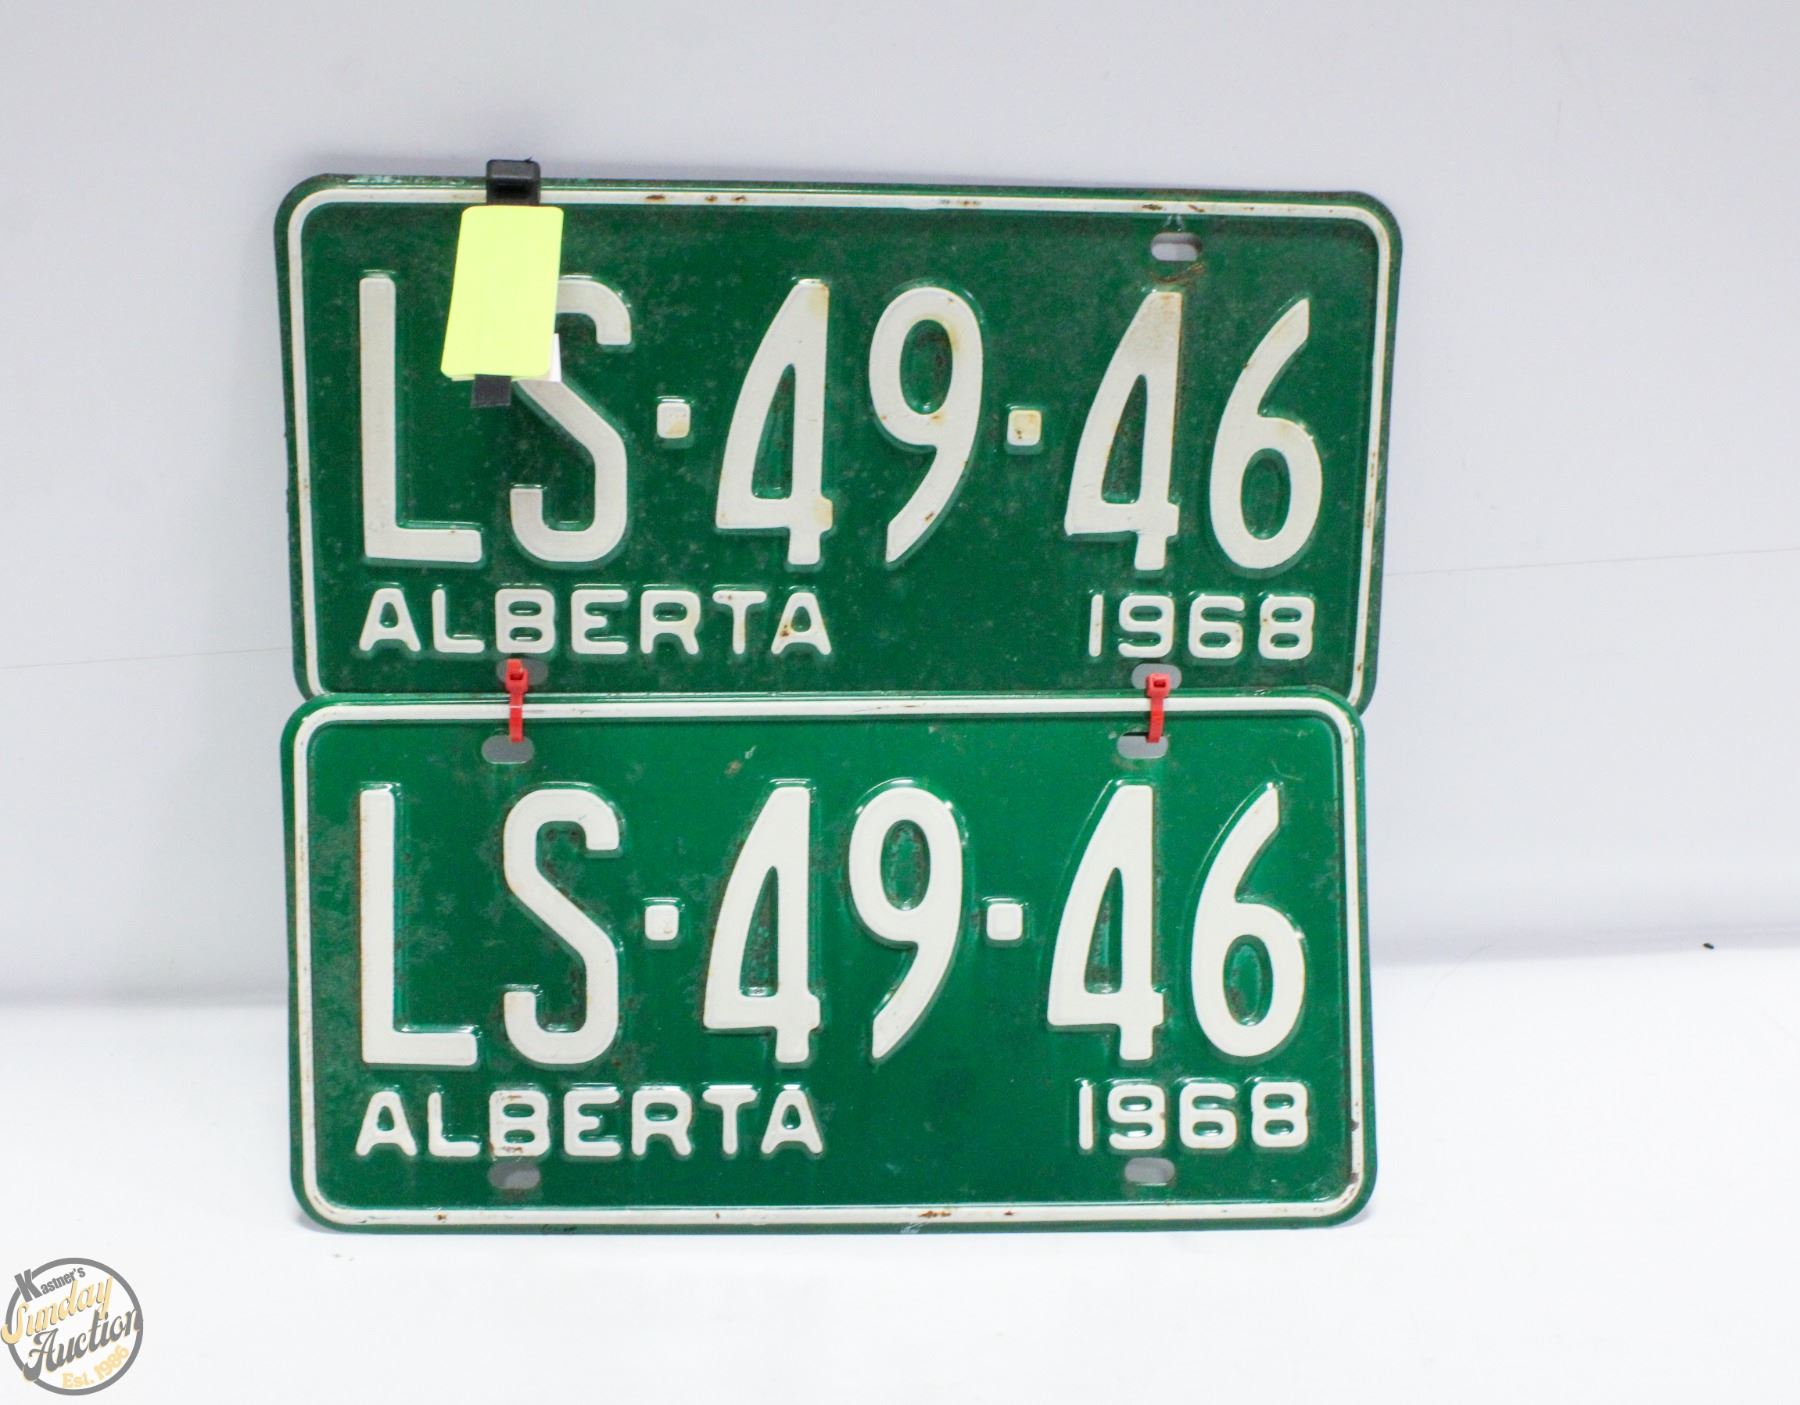 LS·49·46
ALBERTA 1968
LS·49·46
ALBERTA 1968
Kastner's
Sunday
Auction
Est. 1986